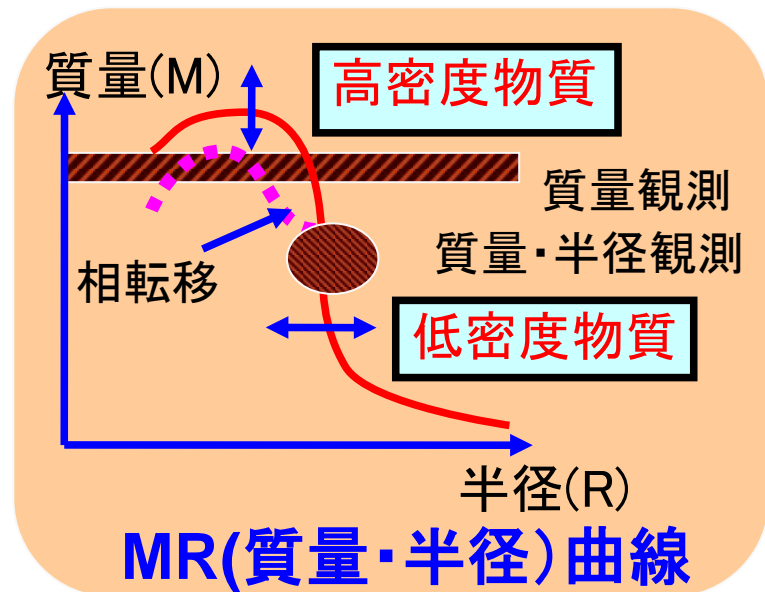 質量(M)
高密度物質
質量観測
質量・半径観測
相転移
低密度物質
半径(R)
MR(質量・半径）曲線